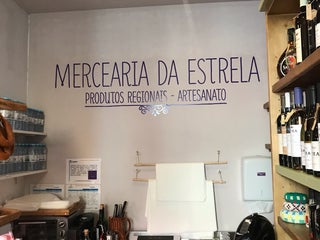 MERCEARIA DA ESTRELA
PRODUTOS REGIONAIS - ARTESANATO